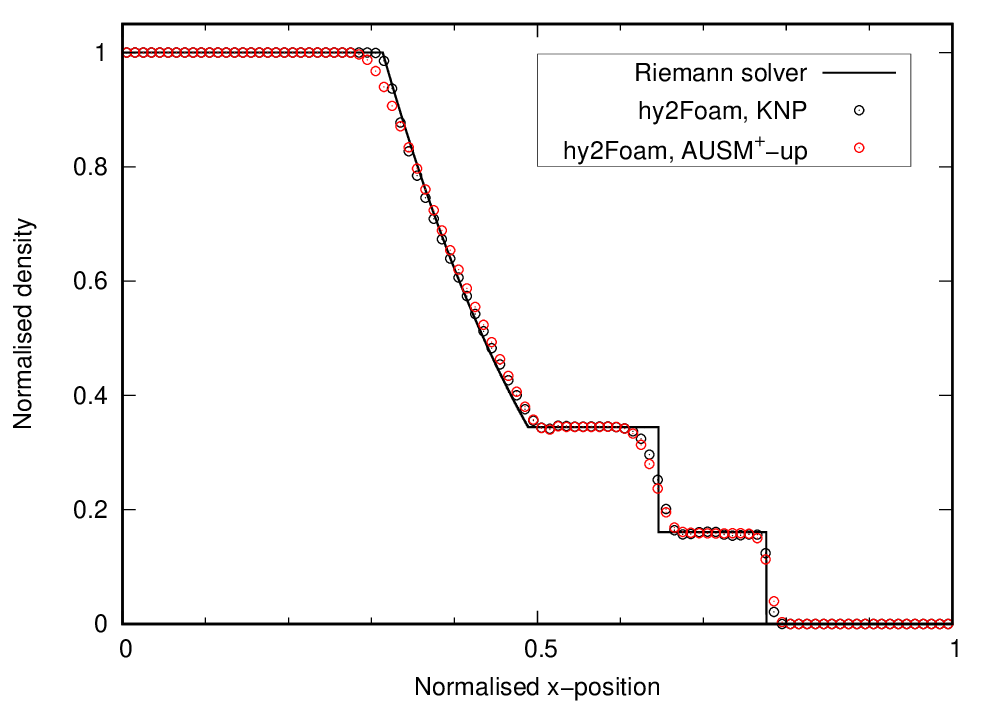 Riemann solver
hy2Foam, KNP
hy2Foam, AUSM+−up
1
0.8
0.6
0.4
0.2
0
Normalised density
0
0.5
1
Normalised x−position